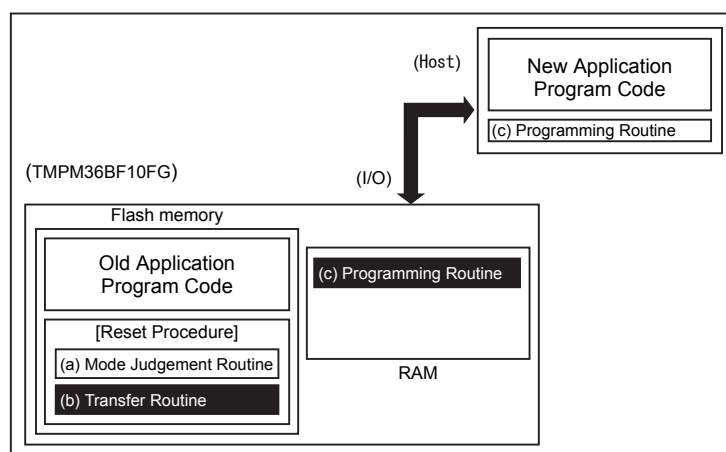 (Host)
New Application
Program Code
(c) Programming Routine
(TMPM36BF10FG)
(I/O)
Flash memory
Old Application
Program Code
[Reset Procedure]
(a) Mode Judgement Routine
(b) Transfer Routine
(c) Programming Routine
RAM